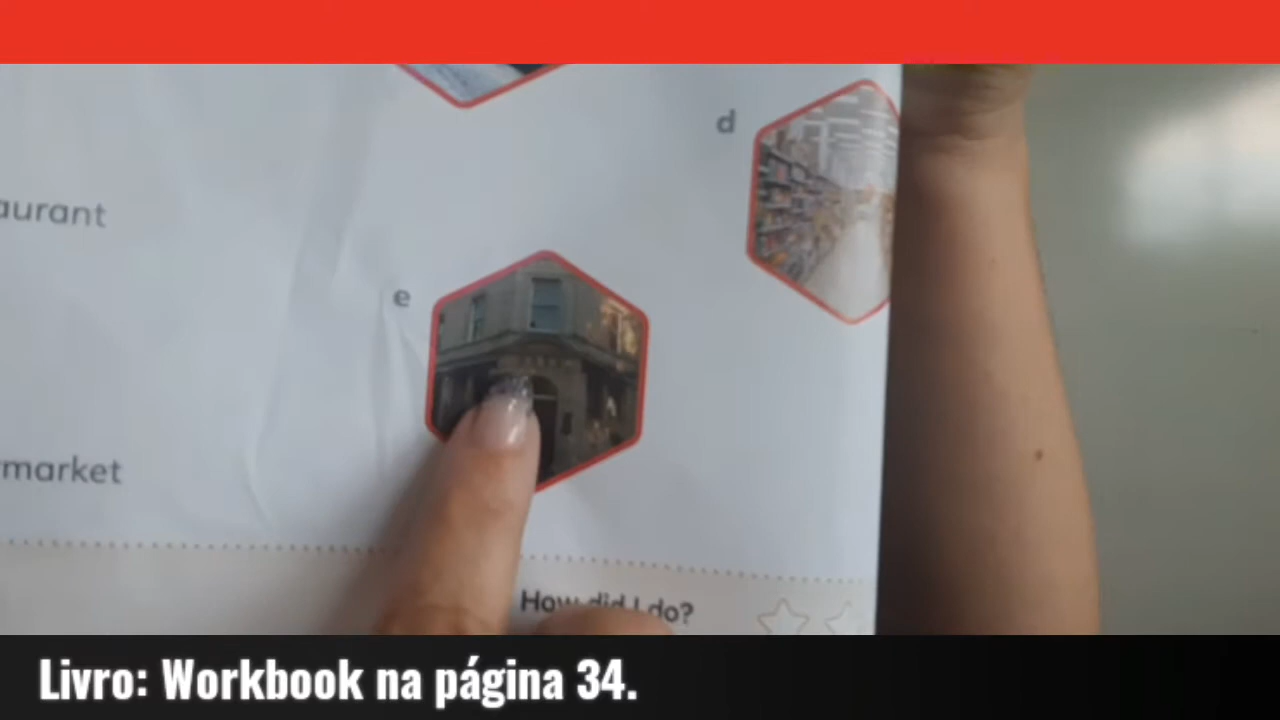 d
aurant
e
market
How did I do?
Livro: Workbook na página 34.